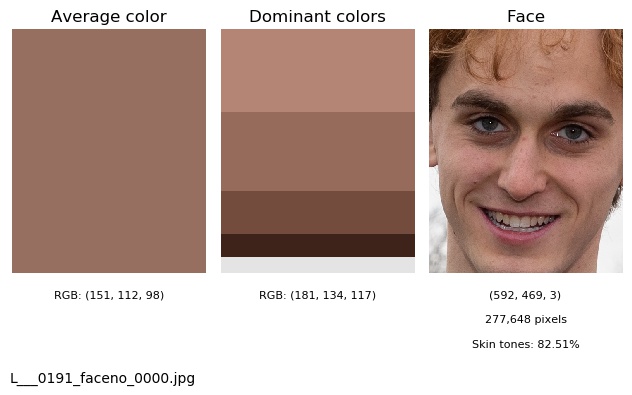 Average color
Dominant colors
Face
RGB: (151, 112, 98)
RGB: (181, 134, 117)
(592, 469, 3)
277,648 pixels
Skin tones: 82.51%
L___0191_faceno_0000.jpg